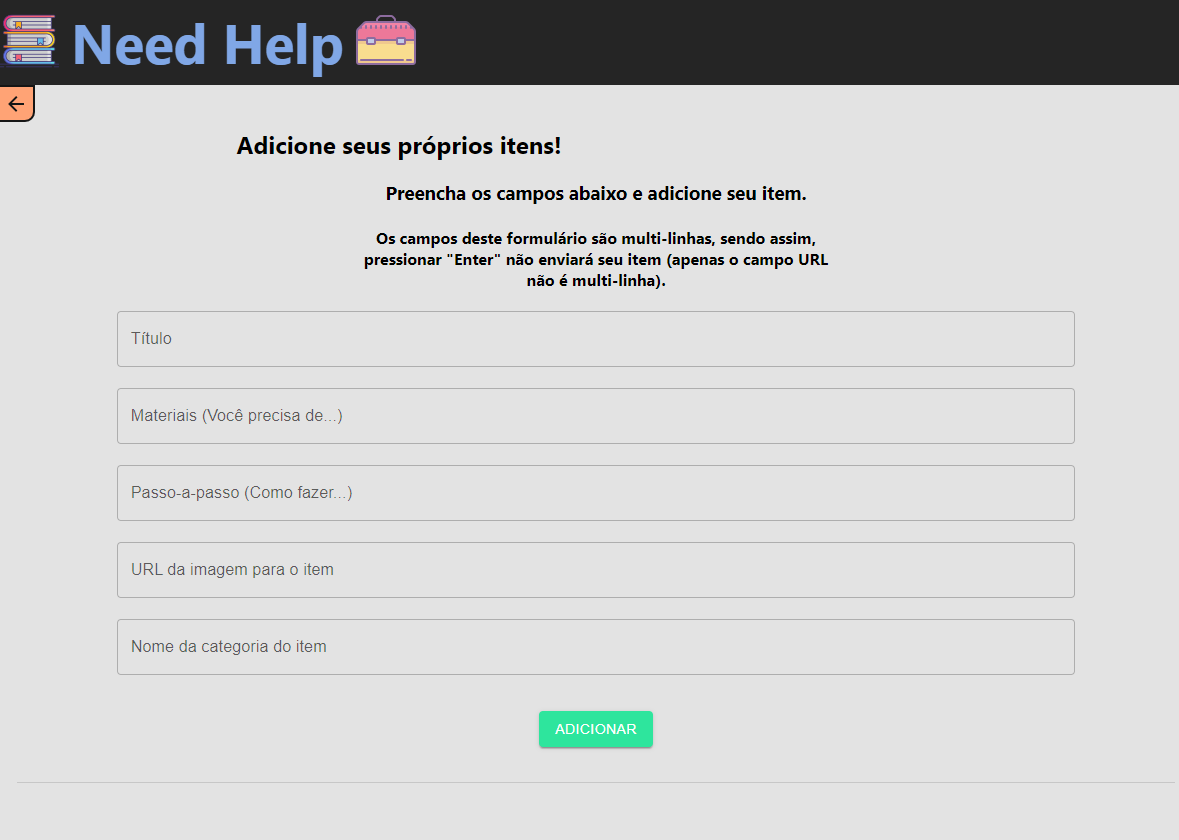 Need Help
Adicione seus próprios itens!
Preencha os campos abaixo e adicione seu item.
Os campos deste formulário são multi-linhas, sendo assim,
pressionar "Enter" não enviará seu item (apenas o campo URL
não é multi-linha).
Título
Materiais (Você precisa de...)
Passo-a-passo (Como fazer...)
URL da imagem para o item
Nome da categoria do item
ADICIONAR